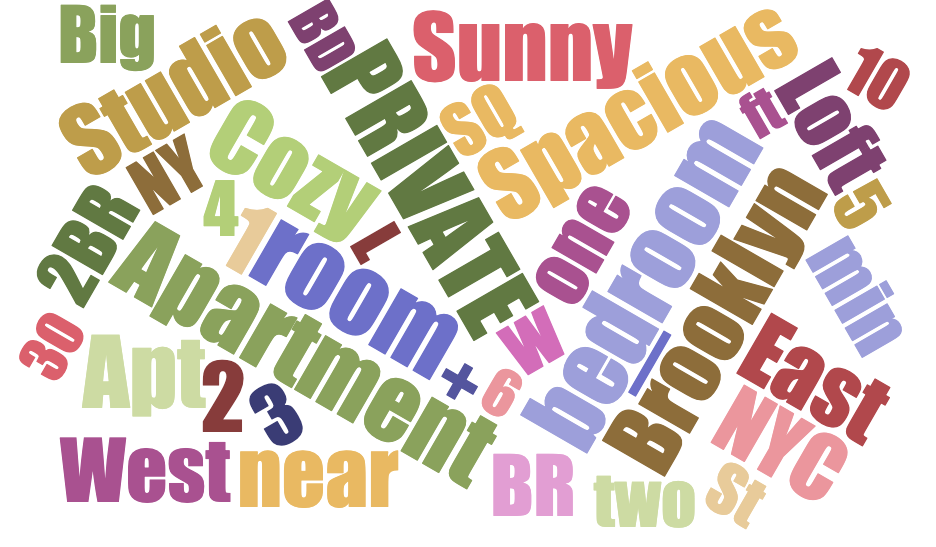 Big
Studio
BD
PRIVATE
Sunny
Spacious
SQ
ft
Loft
10
5
NY
Cozy
4
1
L
room
2BR
Apartment
one
W
bedroom
Brooklyn
min
30
Apt
2
3
+
6
East
NYC
West
near
BR
two
St